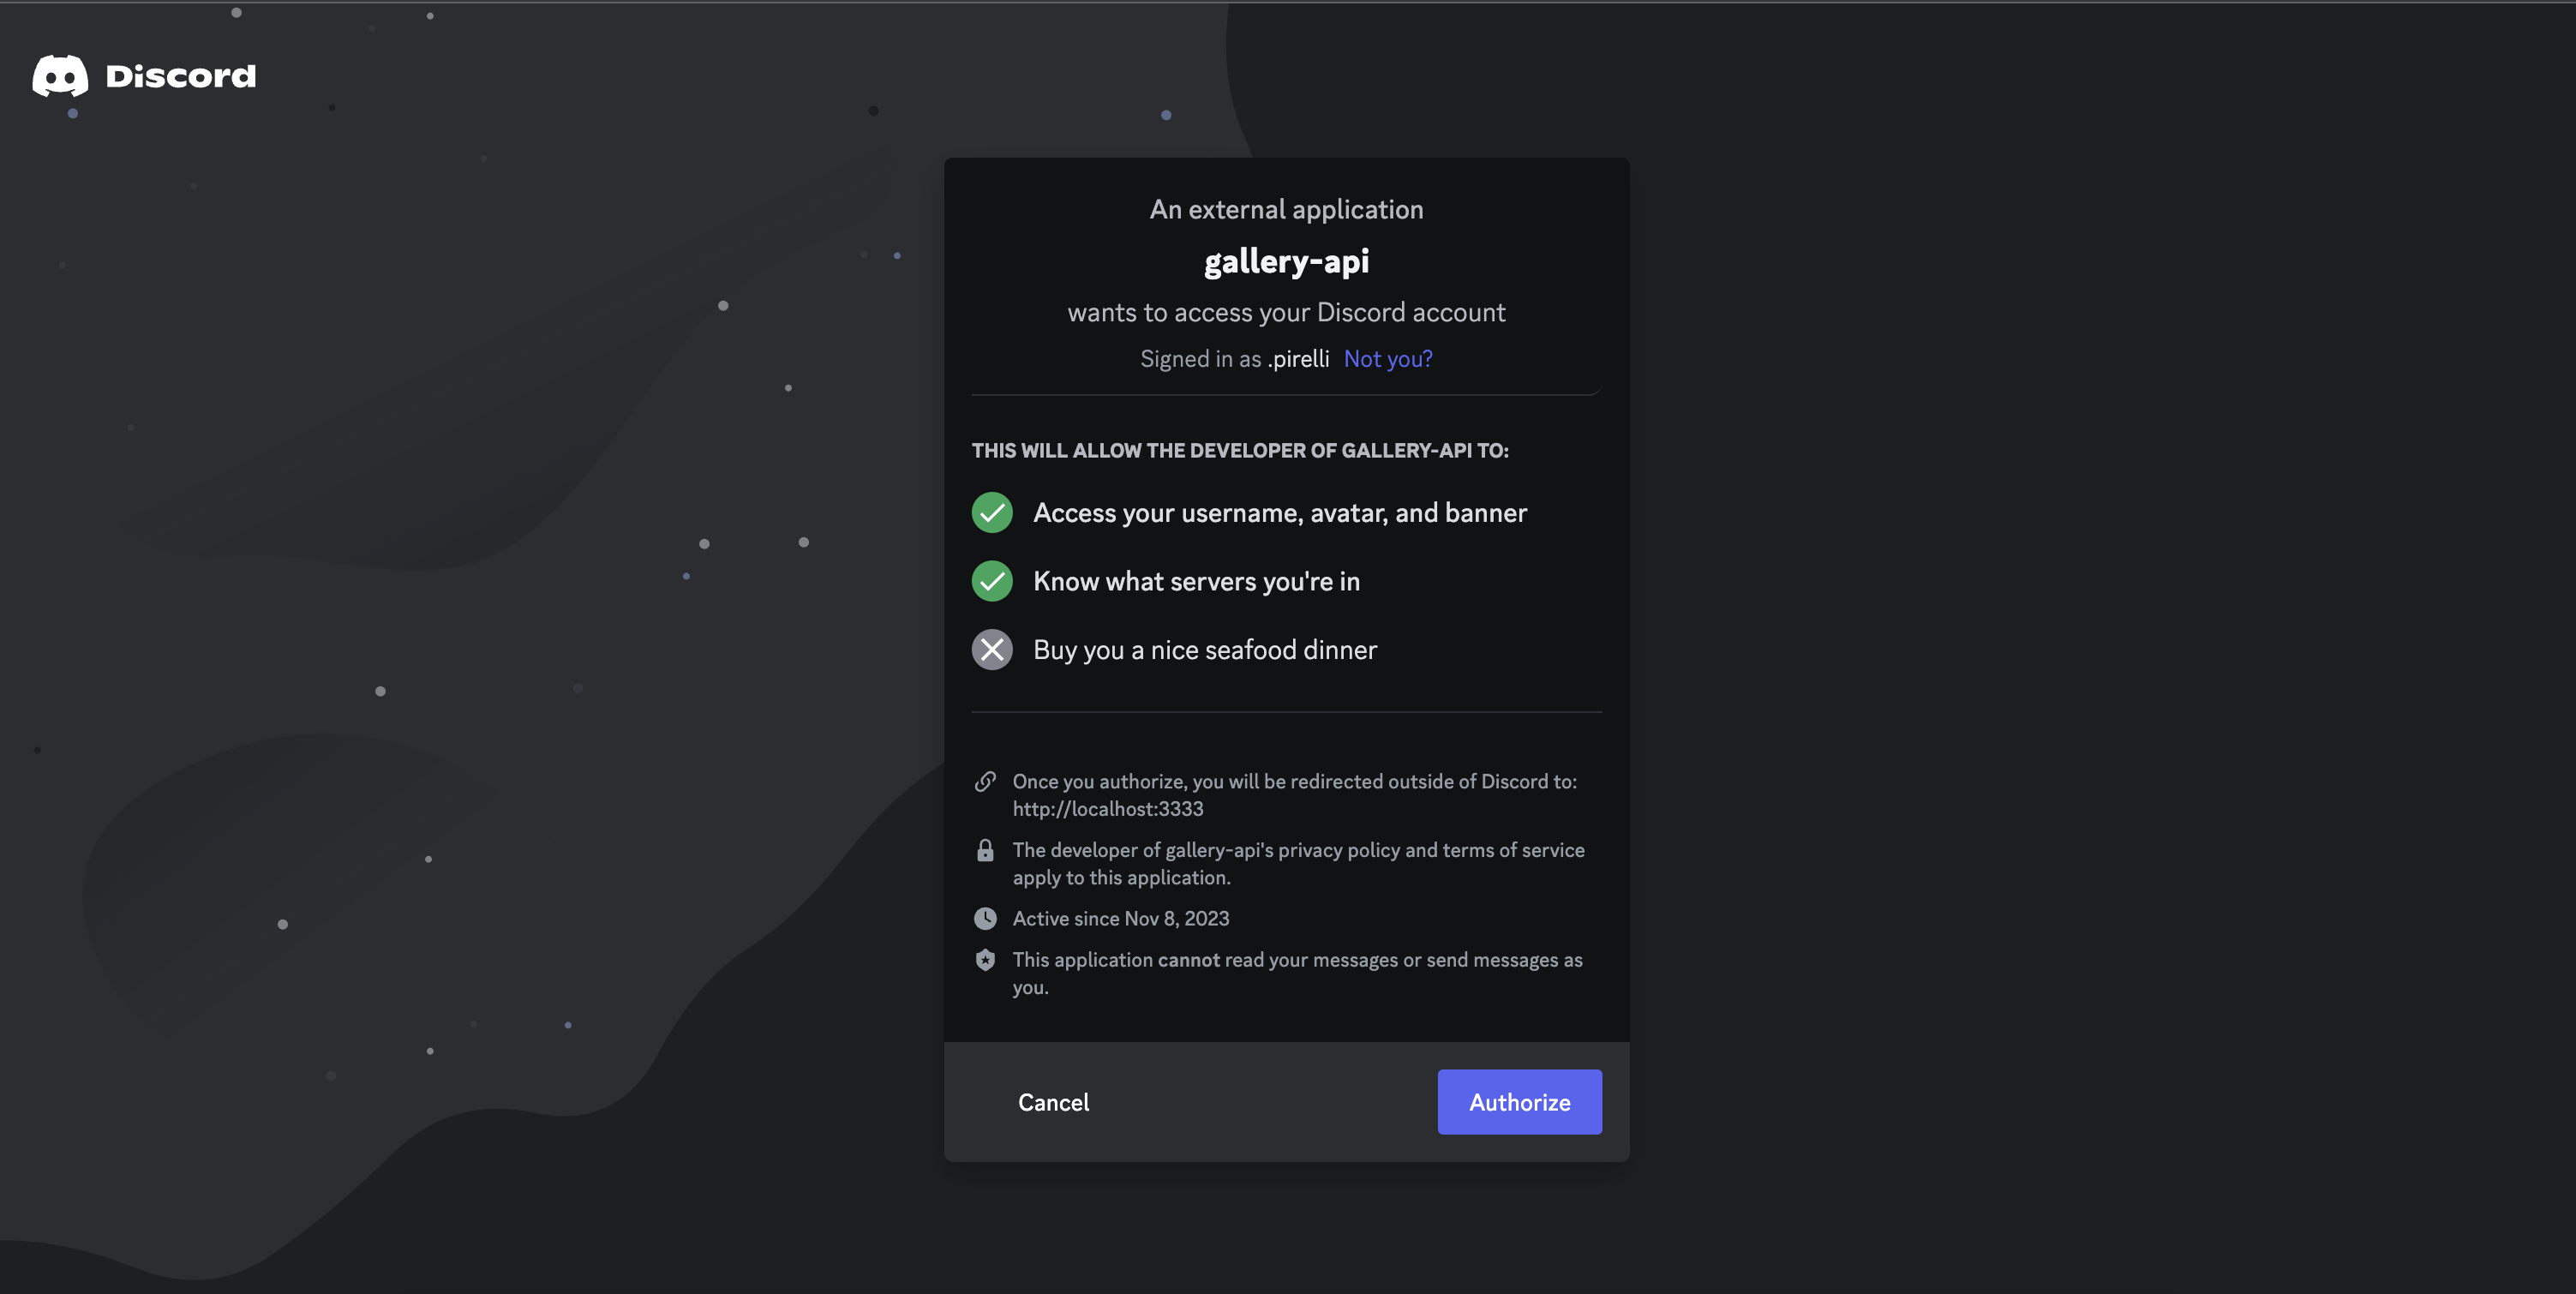 Discord
An external application
gallery-api
wants to access your Discord account
Signed in as .pirelli Not you?
THIS WILL ALLOW THE DEVELOPER OF GALLERY-API TO:
Access your username, avatar, and banner
Know what servers you're in
Buy you a nice seafood dinner
Once you authorize, you will be redirected outside of Discord to:
http://localhost:3333
The developer of gallery-api's privacy policy and terms of service
apply to this application.
Active since Nov 8, 2023
This application cannot read your messages or send messages as
you.
Cancel
Authorize